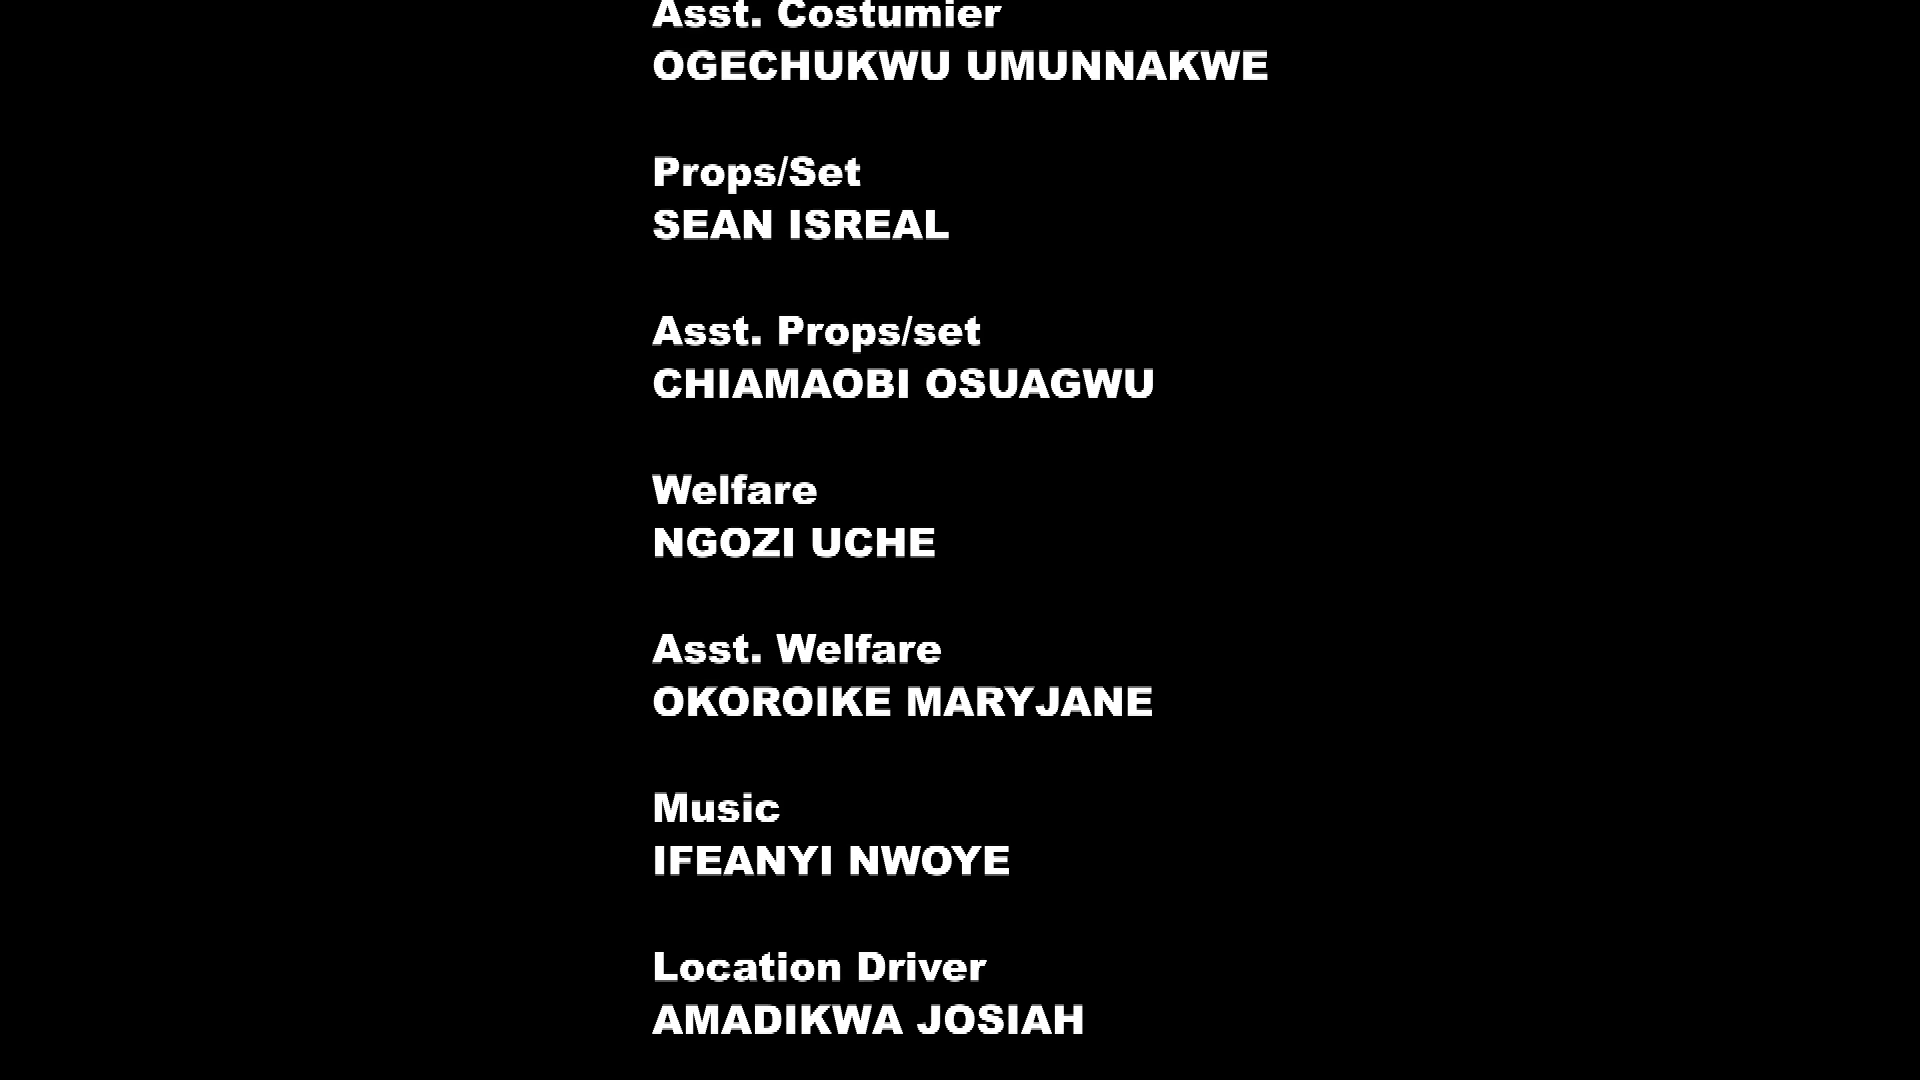 Asst. Costumier
OGECHUKWU UMUNNAKWE
Props/Set
SEAN ISREAL
Asst. Props/set
CHIAMAOBI OSUAGWU
Welfare
NGOZI UCHE
Asst. Welfare
OKOROIKE MARYJANE
Music
IFEANYI NWOYE
Location Driver
AMADIKWA JOSIAH